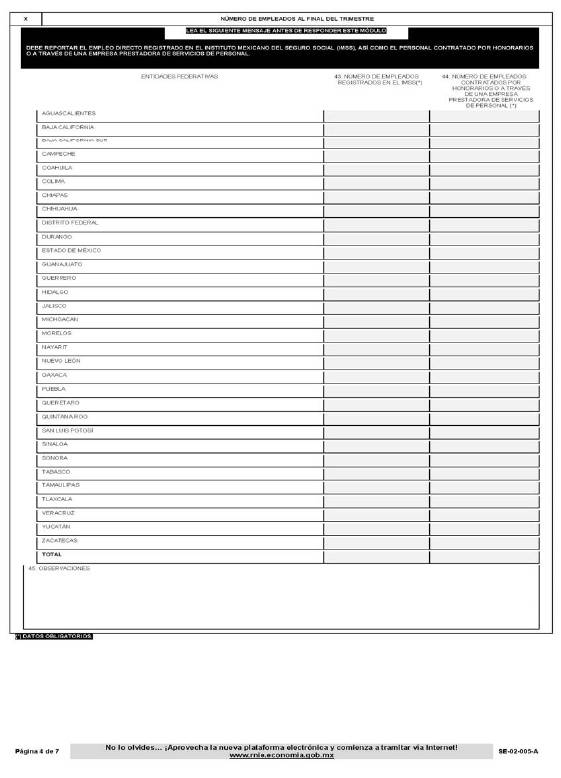 X NÚMERO DE EMPLEADOS AL FINAL DEL TRIMESTRE
LEA EL SIGUIENTE MENSAJE ANTES DE RESPONDER ESTE MÓDULO
DEBE REPORTAR EL EMPLEO DIRECTO REGISTRADO EN EL INSTITUTO MEXICANO DEL SEGURO SOCIAL (IMSS), ASÍ COMO EL PERSONAL CONTRATADO POR HONORARIOS
O A TRAVÉS DE UNA EMPRESA PRESTADORA DE SERVICIOS DE PERSONAL.
ENTIDADES FEDERATIVAS
43. NÚMERO DE EMPLEADOS
REGISTRADOS EN EL IMSS(*)
44. NÚMERO DE EMPLEADOS
CONTRATADOS POR
HONORARIOS O A TRAVÉS
DE UNA EMPRESA
PRESTADORA DE SERVICIOS
DE PERSONAL (*)
AGUASCALIENTES
BAJA CALIFORNIA
BAJA CALIFORNIA SUR
CAMPECHE
COAHUILA
COLIMA
CHIAPAS
CHIHUAHUA
DISTRITO FEDERAL
DURANGO
ESTADO DE MÉXICO
GUANAJUATO
GUERRERO
HIDALGO
JALISCO
MICHOACÁN
MORELOS
NAYARIT
NUEVO LEÓN
OAXACA
PUEBLA
QUERÉTARO
QUINTANA ROO
SAN LUIS POTOSÍ
SINALOA
SONORA
TABASCO
TAMAULIPAS
TLAXCALA
VERACRUZ
YUCATÁN
ZACATECAS
TOTAL
45. OBSERVACIONES
(*) DATOS OBLIGATORIOS
Página 4 de 7
No lo olvides... ¡Aprovecha la nueva plataforma electrónica y comienza a tramitar vía Internet!
www.rnie.economia.gob.mx
SE-02-005-A